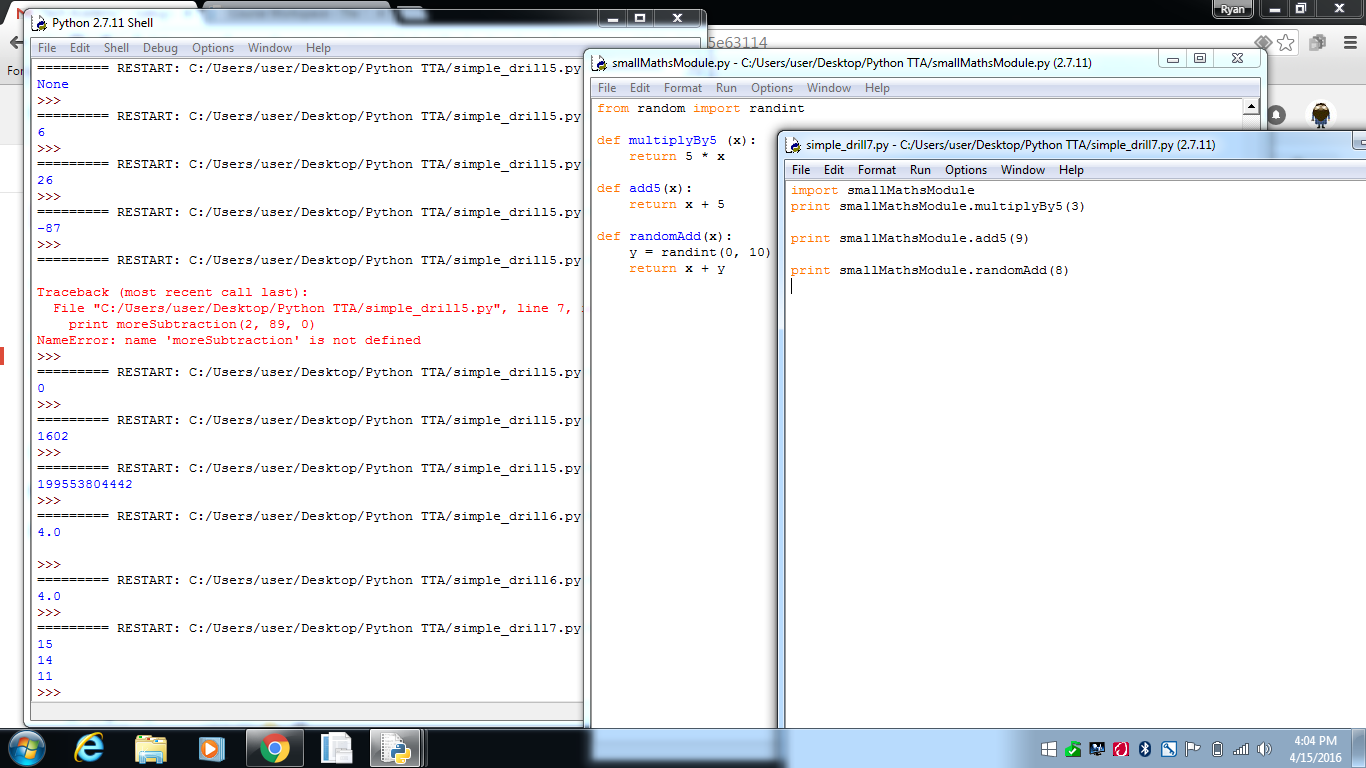 Ryan
5e63114
For
Python 2.7.11 Shell
File Edit Shell Debug Options Window Help
========= RESTART: C:/Users/user/Desktop/Python TTA/simple_drill5.py
None
>>>
========= RESTART: C:/Users/user/Desktop/Python TTA/simple_drill5.py
6
>>>
========= RESTART: C:/Users/user/Desktop/Python TTA/simple_drill5.py
26
>>>
========= RESTART: C:/Users/user/Desktop/Python TTA/simple_drill5.py
-87
>>>
========= RESTART: C:/Users/user/Desktop/Python TTA/simple_drill5.py
Traceback (most recent call last):
File "C:/Users/user/Desktop/Python TTA/simple_drill5.py", line 7,
print moreSubtraction(2, 89, 0)
NameError: name 'moreSubtraction' is not defined
>>>
========= RESTART: C:/Users/user/Desktop/Python TTA/simple_drill5.py
0
>>>
========= RESTART: C:/Users/user/Desktop/Python TTA/simple_drill5.py
1602
>>>
========= RESTART: C:/Users/user/Desktop/Python TTA/simple_drill5.py
199553804442
>>>
========= RESTART: C:/Users/user/Desktop/Python TTA/simple_drill6.py
4.0
>>>
========= RESTART: C:/Users/user/Desktop/Python TTA/simple_drill6.py
4.0
>>>
========= RESTART: C:/Users/user/Desktop/Python TTA/simple_drill7.py
15
14
11
>>>
smallMathsModule.py - C:/Users/user/Desktop/Python TTA/smallMathsModule.py (2.7.11)
File Edit Format Run Options Window Help
from random import randint
def multiplyBy5 (x):
return 5 * x
def add5(x):
return x + 5
def randomAdd(x):
y = randint(0, 10)
return x + y
simple_drill7.py - C:/Users/user/Desktop/Python TTA/simple_drill7.py (2.7.11)
File Edit Format Run Options Window Help
import smallMathsModule
print smallMathsModule.multiplyBy5(3)
print smallMathsModule.add5(9)
print smallMathsModule.randomAdd(8)
4:04 PM
4/15/2016